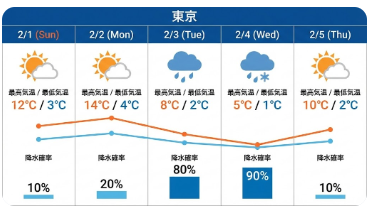 東京
2/1 (Sun) 2/2 (Mon) 2/3 (Tue) 2/4 (Wed) 2/5 (Thu)
最高気温 / 最低気温 最高気温 / 最低気温 最高気温 / 最低気温 最高気温 / 最低気温 最高気温 / 最低気温
12℃ / 3℃ 14℃ / 4℃ 8℃ / 2℃ 5℃ / 1℃ 10℃ / 2℃
降水確率 降水確率 降水確率 降水確率 降水確率
10% 20% 80% 90% 10%